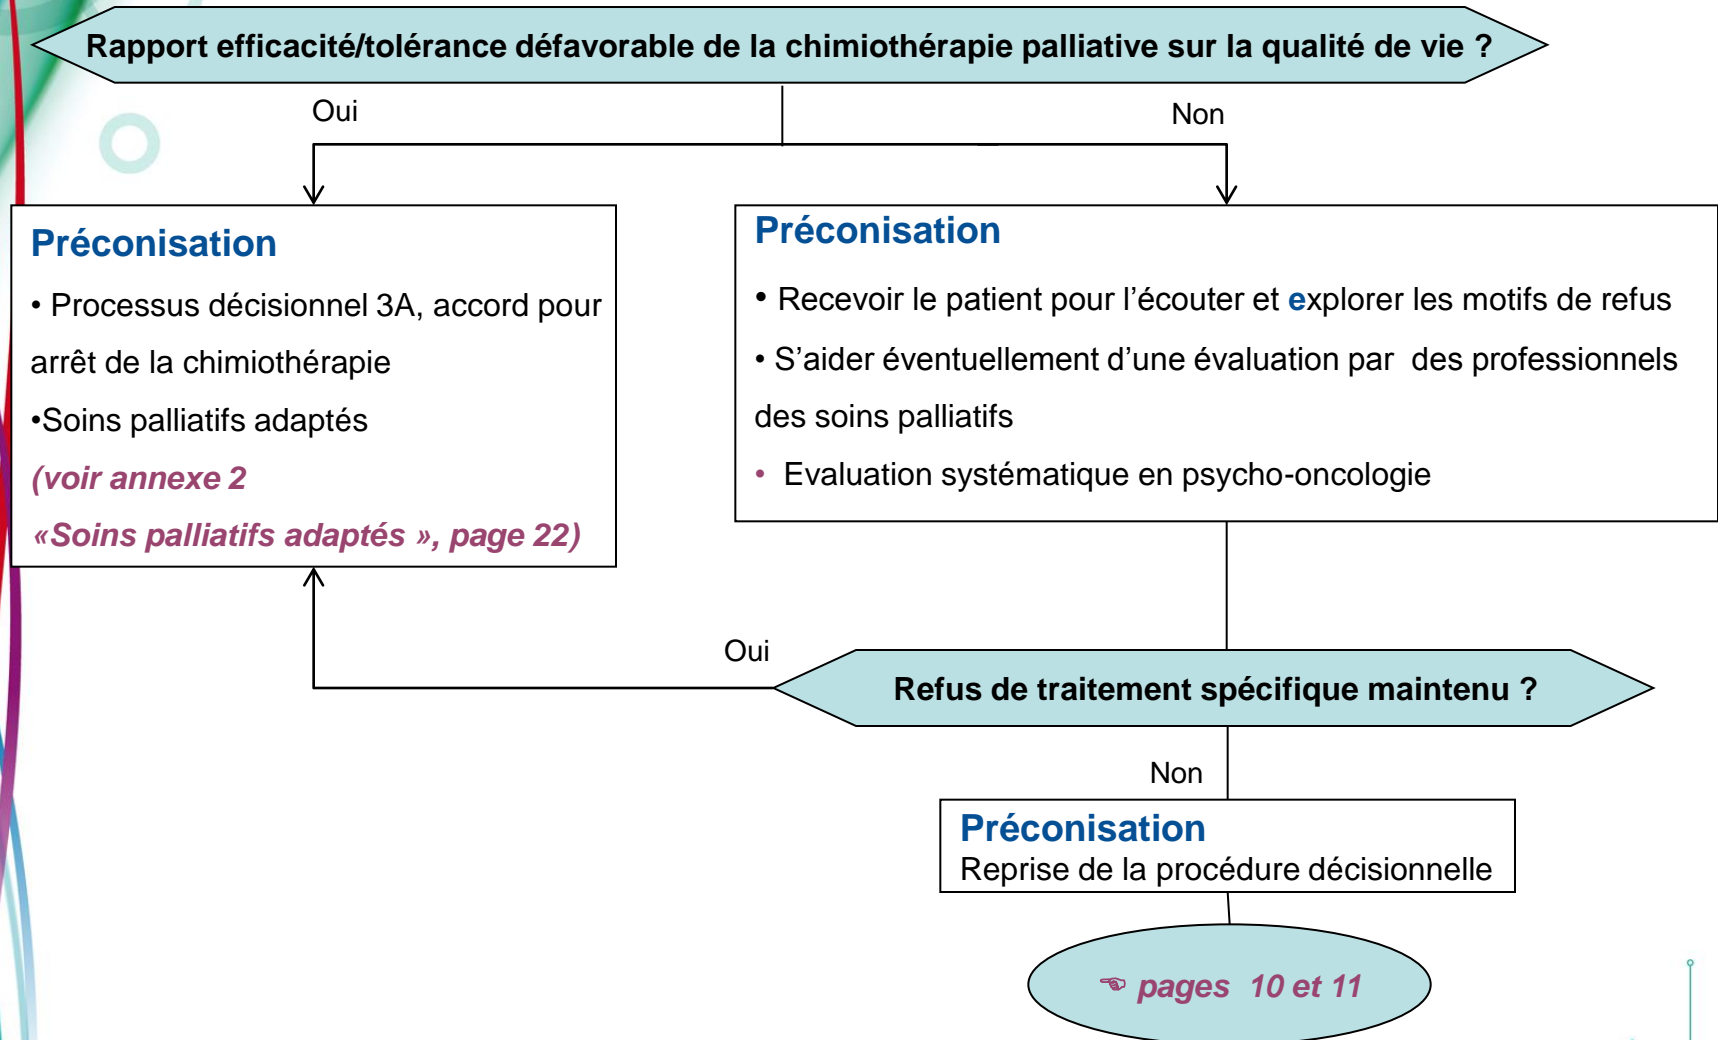 Rapport efficacité/tolérance défavorable de la chimiothérapie palliative sur la qualité de vie ?
Oui
Non
Préconisation
• Processus décisionnel 3A, accord pour
arrêt de la chimiothérapie
•Soins palliatifs adaptés
(voir annexe 2
«Soins palliatifs adaptés », page 22)
Préconisation
• Recevoir le patient pour l’écouter et explorer les motifs de refus
• S’aider éventuellement d’une évaluation par des professionnels
des soins palliatifs
• Evaluation systématique en psycho-oncologie
Oui
Refus de traitement spécifique maintenu ?
Non
Préconisation
Reprise de la procédure décisionnelle
☜ pages 10 et 11